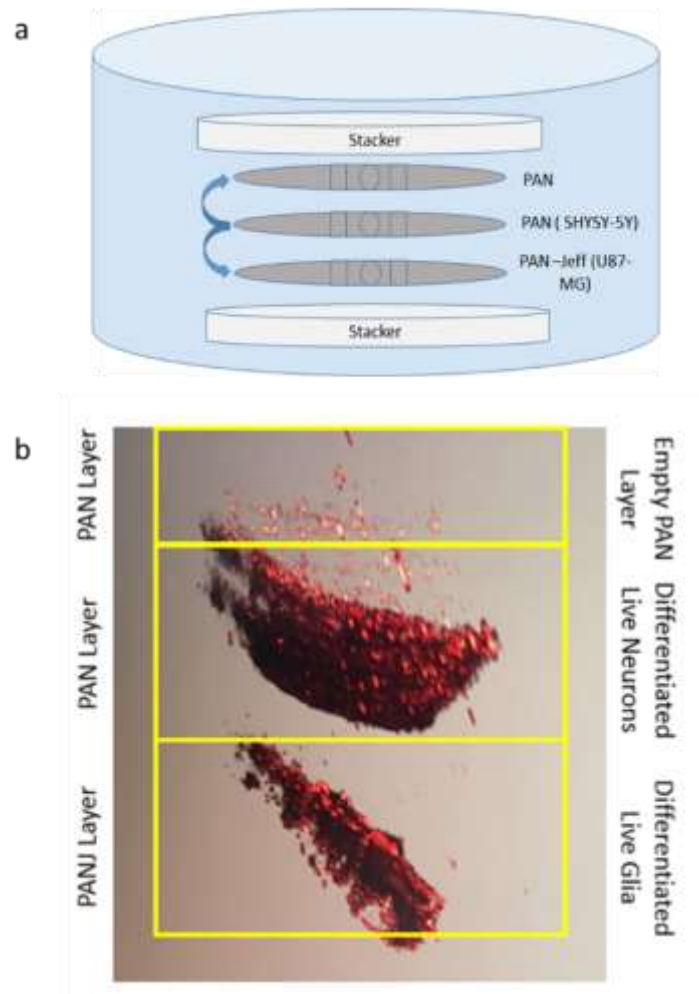 a
Stacker
PAN
PAN ( SHYSY-5Y)
PAN –Jeff (U87-
MG)
Stacker
b
PAN Layer
PAN Layer
PANJ Layer
Empty PAN
Layer
Differentiated
Live Neurons
Differentiated
Live Glia